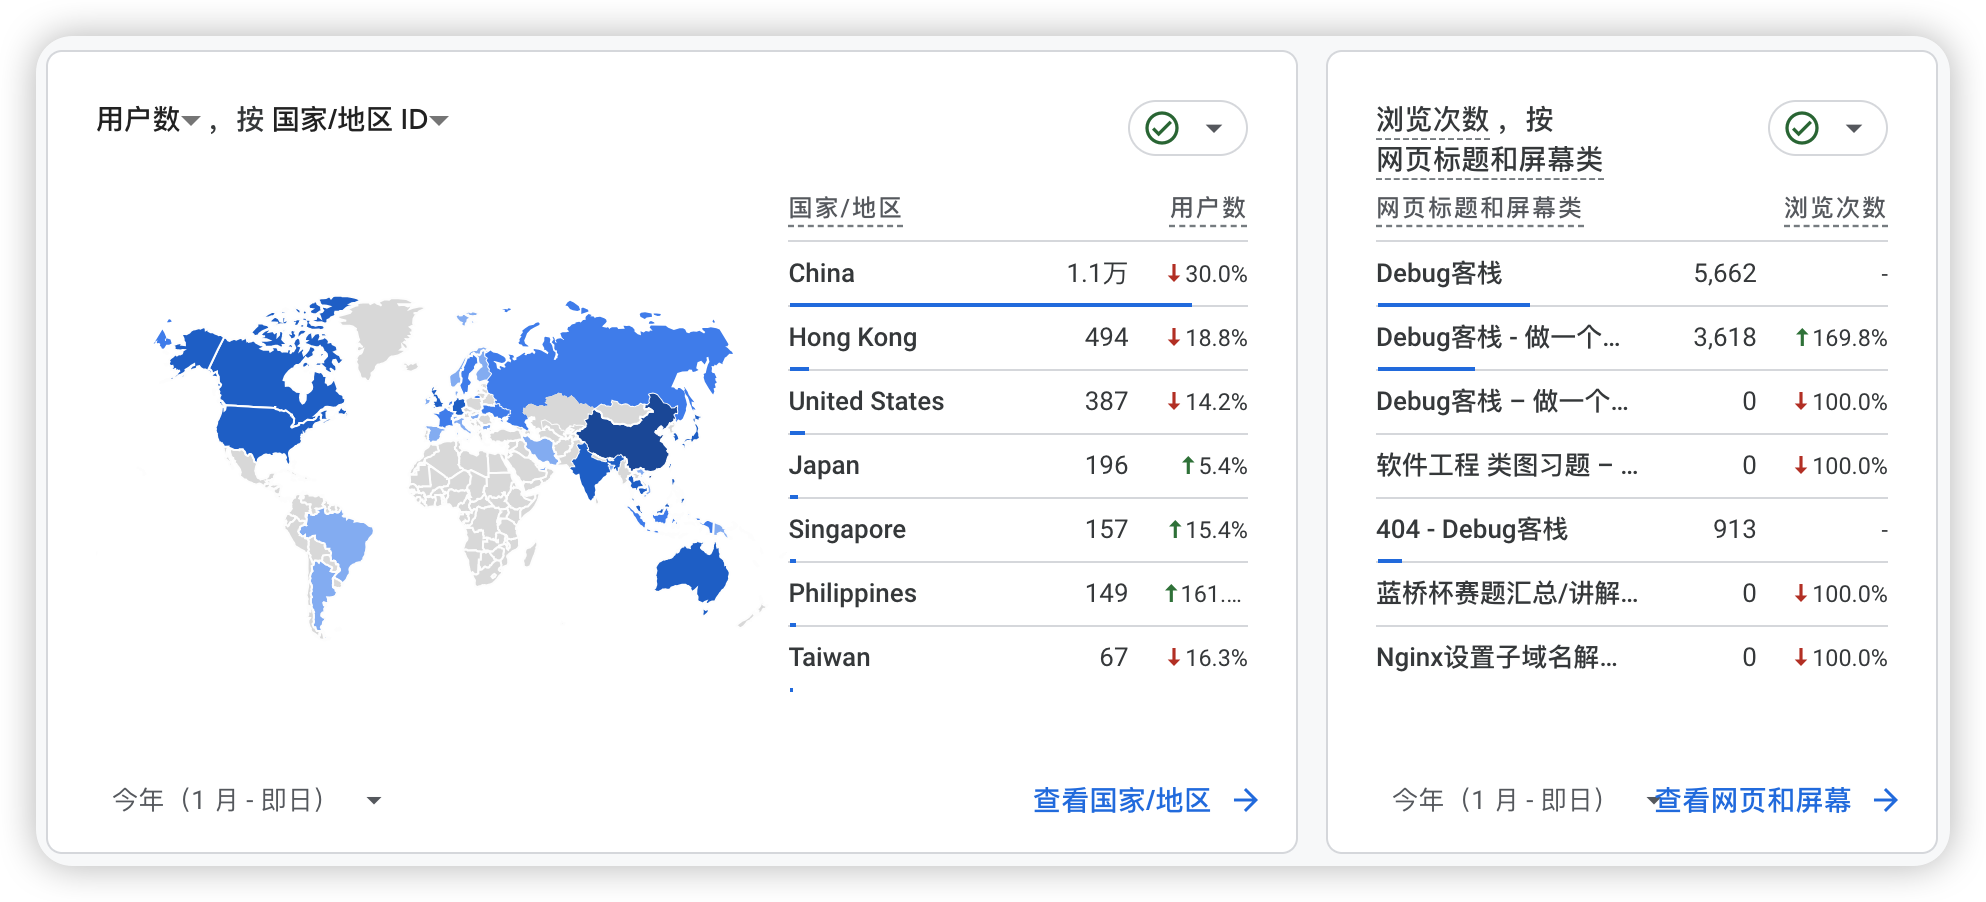 用户数，按 国家/地区 ID
国家/地区 用户数
China 1.1万 30.0%
Hong Kong 494 18.8%
United States 387 14.2%
Japan 196 5.4%
Singapore 157 15.4%
Philippines 149 161....
Taiwan 67 16.3%
今年（1 月 - 即日） 查看国家/地区
浏览次数，按
网页标题和屏幕类
网页标题和屏幕类 浏览次数
Debug客栈 5,662 -
Debug客栈 - 做一个... 3,618 169.8%
Debug客栈 – 做一个... 0 100.0%
软件工程 类图习题 – ... 0 100.0%
404 - Debug客栈 913 -
蓝桥杯赛题汇总/讲解... 0 100.0%
Nginx设置子域名解... 0 100.0%
今年（1 月 - 即日） 查看网页和屏幕